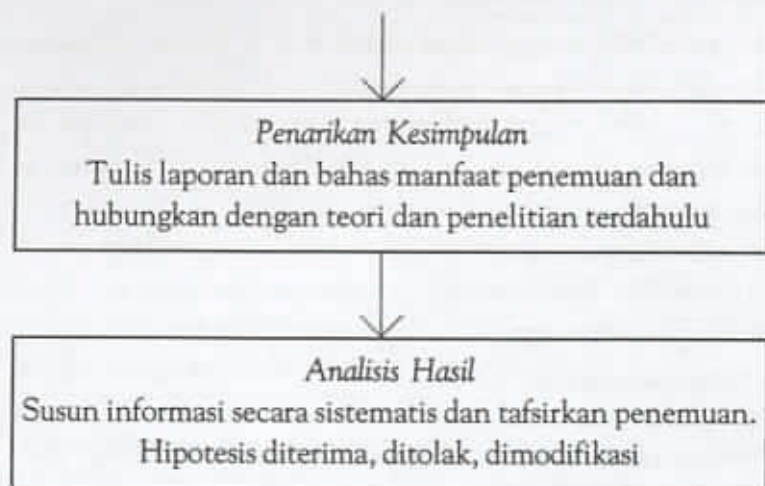 Penarikan Kesimpulan
Tulis laporan dan bahas manfaat penemuan dan
hubungkan dengan teori dan penelitian terdahulu
Analisis Hasil
Susun informasi secara sistematis dan tafsirkan penemuan.
Hipotesis diterima, ditolak, dimodifikasi